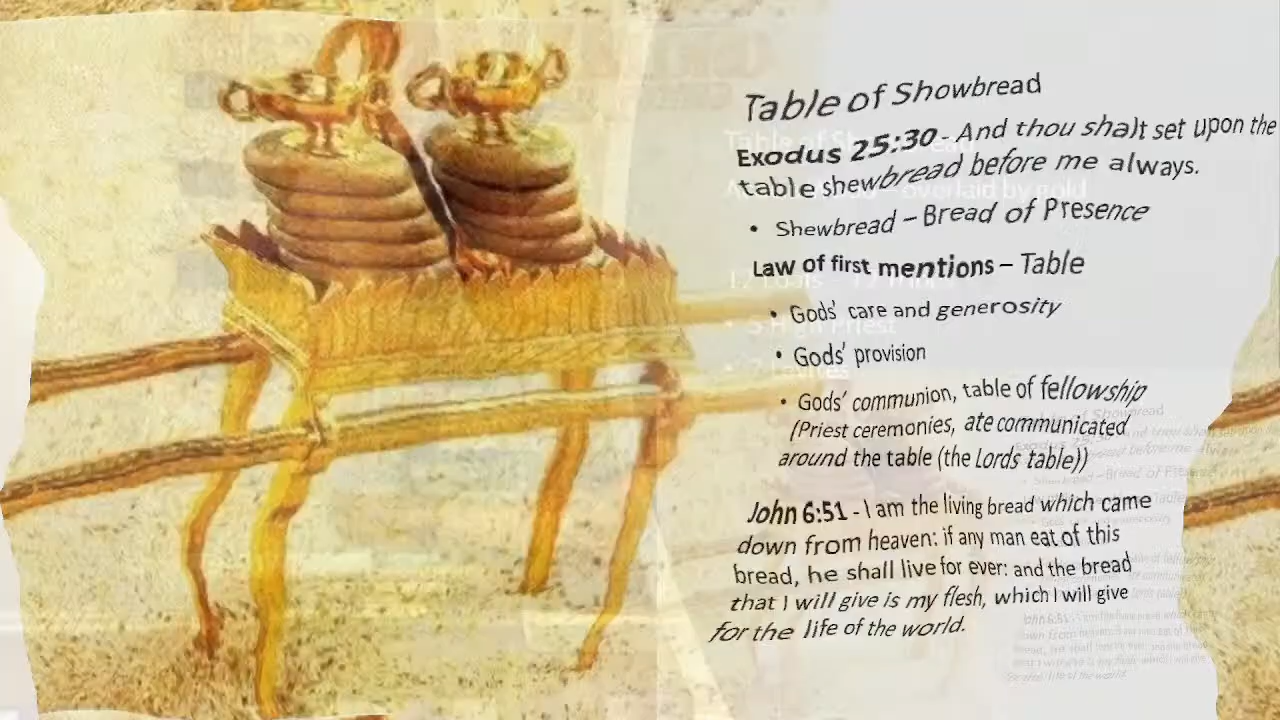 Table of Showbread
Exodus 25:30 - And thou shalt set upon the
table shewbread before me always.
• Shewbread – Bread of Presence
Law of first mentions – Table
• Gods' care and generosity
• Gods' provision
• Gods' communion, table of fellowship
(Priest ceremonies, ate communicated
around the table (the Lords table))
John 6:51 - I am the living bread which came
down from heaven: if any man eat of this
bread, he shall live for ever: and the bread
that I will give is my flesh, which I will give
for the life of the world.